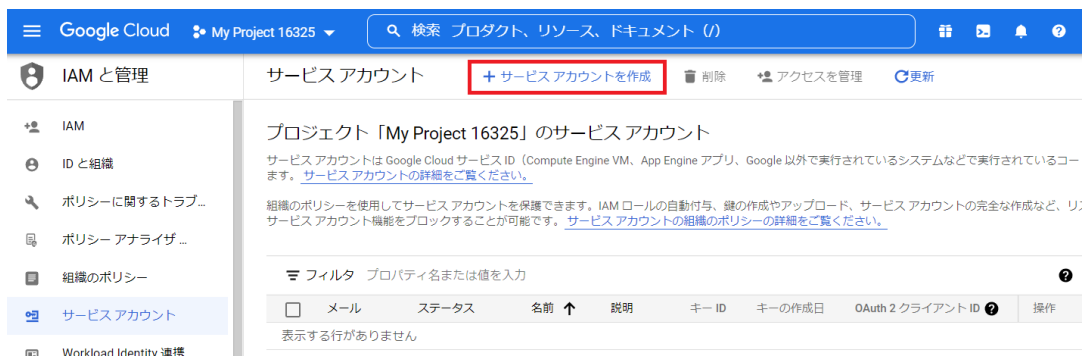 Google Cloud My Project 16325 検索 プロダクト、リソース、ドキュメント (/)
IAM と管理
サービス アカウント + サービス アカウントを作成 削除 アクセスを管理 更新
IAM
ID と組織
ポリシーに関するトラブ...
ポリシー アナライザ ...
組織のポリシー
サービス アカウント
Workload Identity 連携
プロジェクト「My Project 16325」のサービス アカウント
サービス アカウントは Google Cloud サービス ID（Compute Engine VM、App Engine アプリ、Google 以外で実行されているシステムなどで実行されているコー
ます。サービス アカウントの詳細をご覧ください。
組織のポリシーを使用してサービス アカウントを保護できます。IAM ロールの自動付与、鍵の作成やアップロード、サービス アカウントの完全な作成など、リス
サービス アカウント機能をブロックすることが可能です。サービス アカウントの組織のポリシーの詳細をご覧ください。
フィルタ プロパティ名または値を入力
メール ステータス 名前 説明 キー ID キーの作成日 OAuth 2 クライアント ID 操作
表示する行がありません